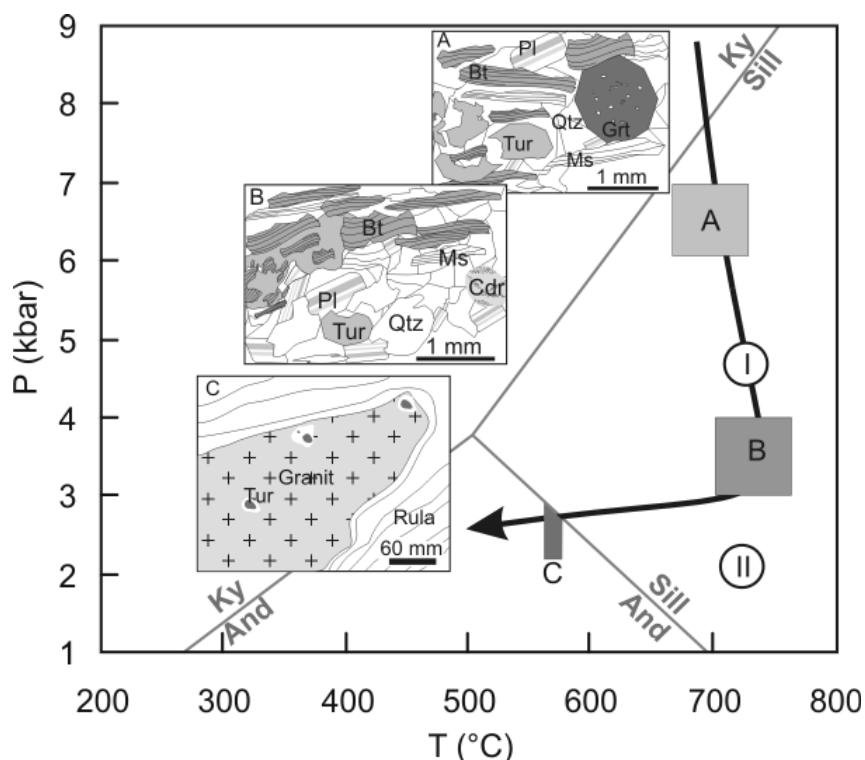 9
8
7
6
5
4
3
2
1
P (kbar)
200
300
400
500
600
700
800
T (°C)
A
Pl
Bt
Qtz
Grt
Tur
Ms
1 mm
B
Bt
Ms
Pl
Cdr
Tur
Qtz
1 mm
C
Granit
Tur
Rula
60 mm
Ky
Sill
A
I
B
II
C
Ky
And
Sill
And